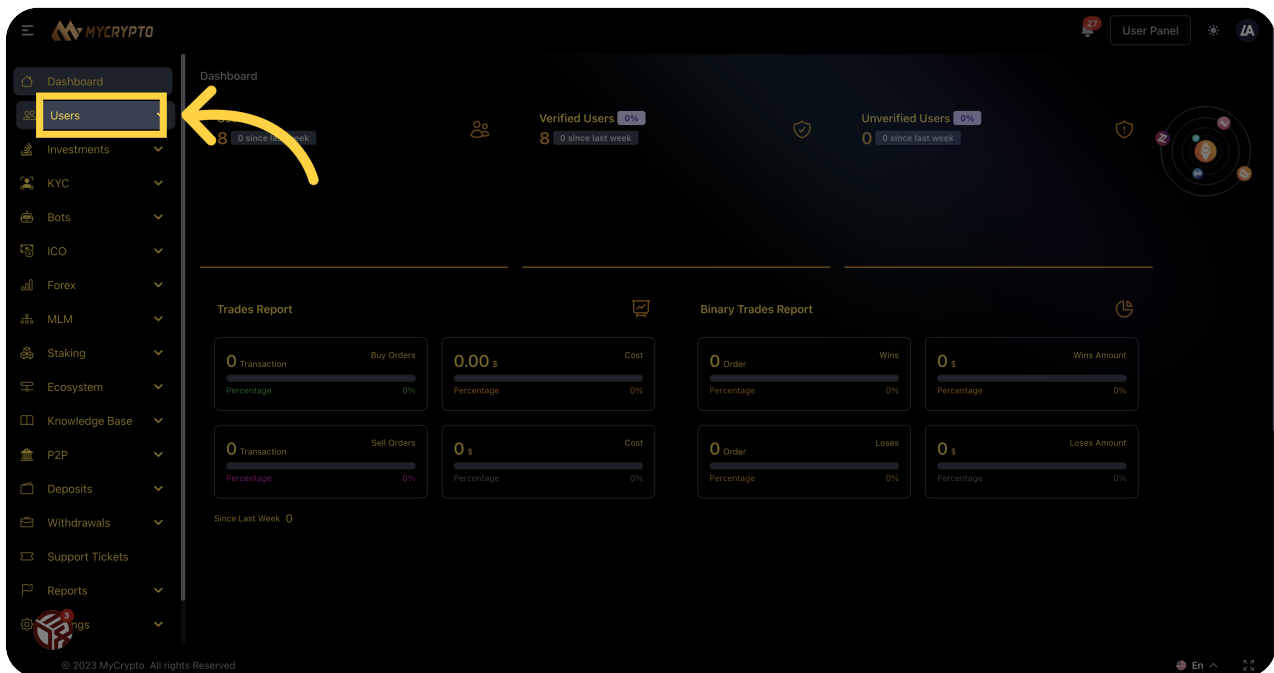 MYCRYPTO
27
User Panel
Dashboard
Users
Investments
KYC
Bots
ICO
Forex
MLM
Staking
Ecosystem
Knowledge Base
P2P
Deposits
Withdrawals
Support Tickets
Reports
3
Dashboard
8 0 since last week
Verified Users 0%
8 0 since last week
Unverified Users 0%
0 0 since last week
Trades Report
0 Transaction Buy Orders
Percentage 0%
0.00 $ Cost
Percentage 0%
0 Transaction Sell Orders
Percentage 0%
0 $ Cost
Percentage 0%
Since Last Week 0
Binary Trades Report
0 Order Wins
Percentage 0%
0 $ Wins Amount
Percentage 0%
0 Order Loses
Percentage 0%
0 $ Loses Amount
Percentage 0%
© 2023 MyCrypto. All rights Reserved
En